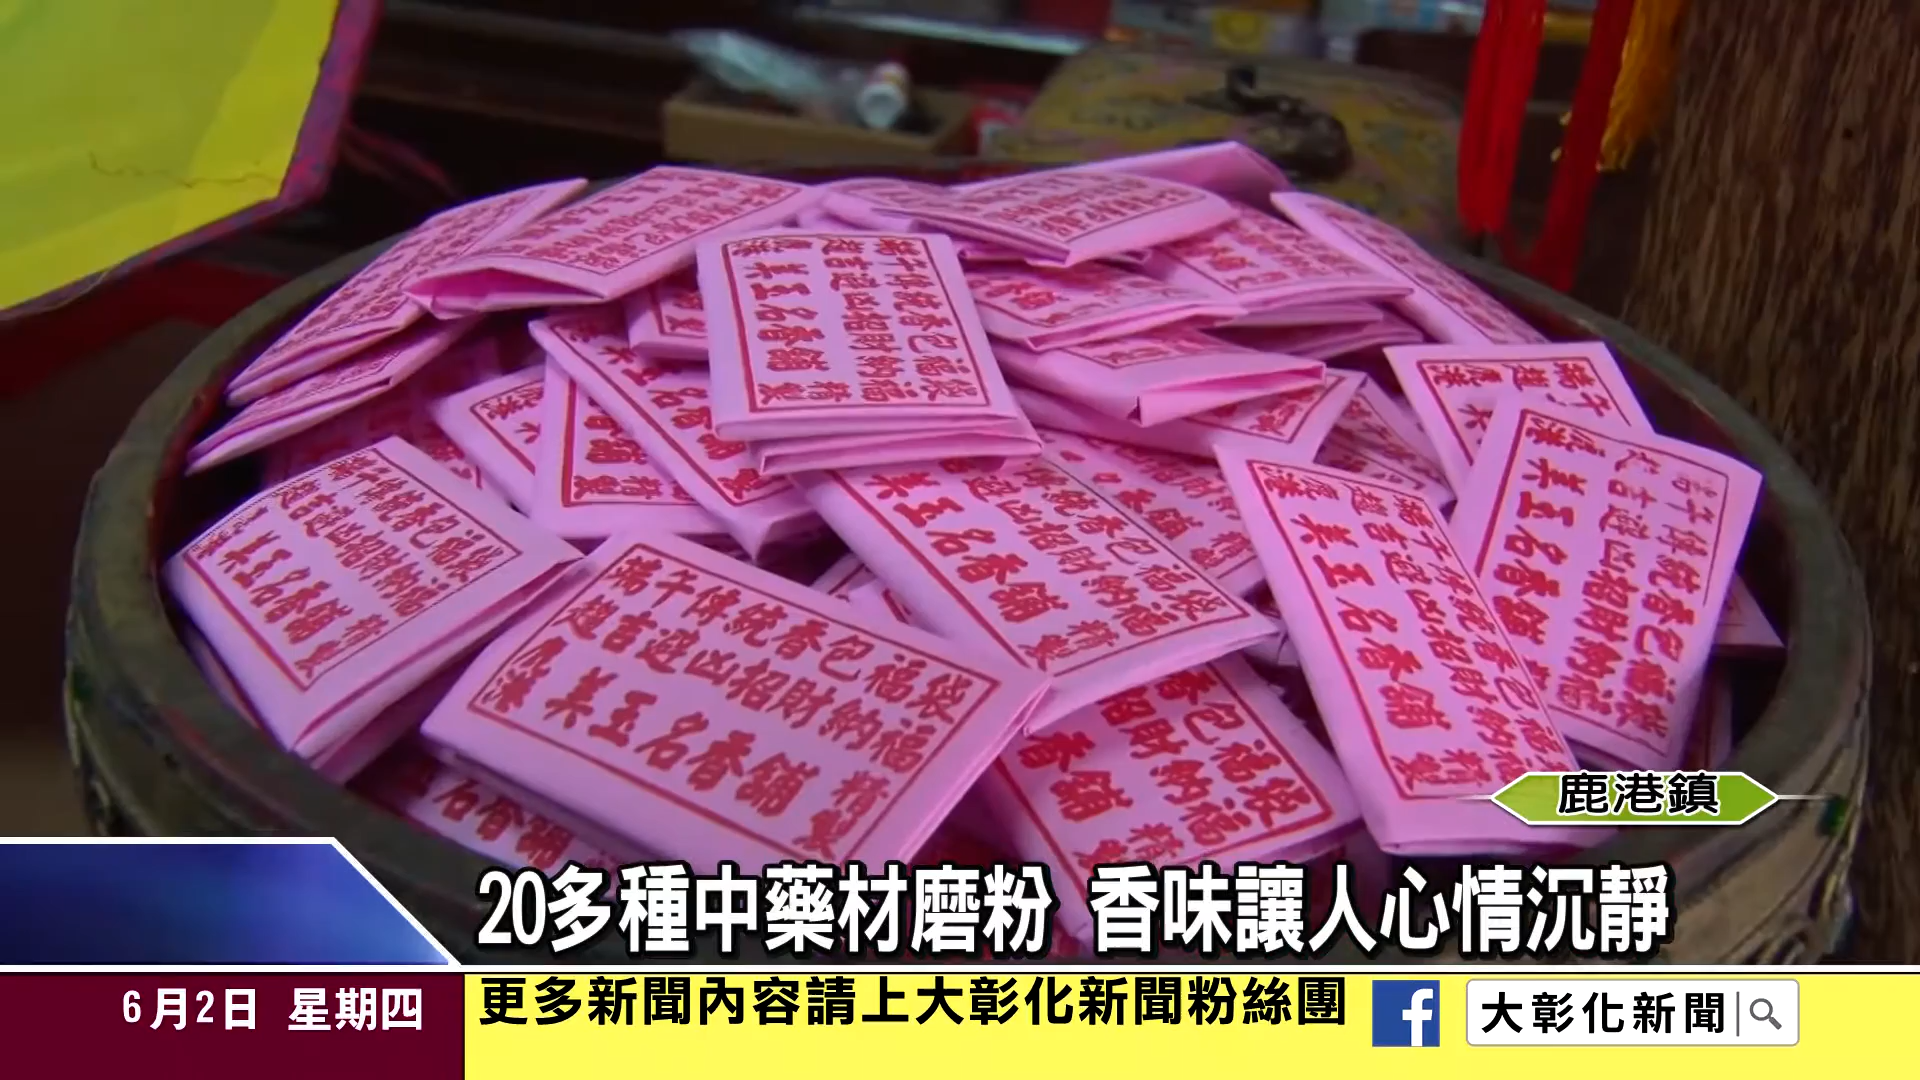 端午傳統香包福袋
趨吉避凶招財納福
鹿港 美玉名香舖 精製
鹿港鎮
20多種中藥材磨粉 香味讓人心情沉靜
6月2日 星期四
更多新聞內容請上大彰化新聞粉絲團
f
大彰化新聞